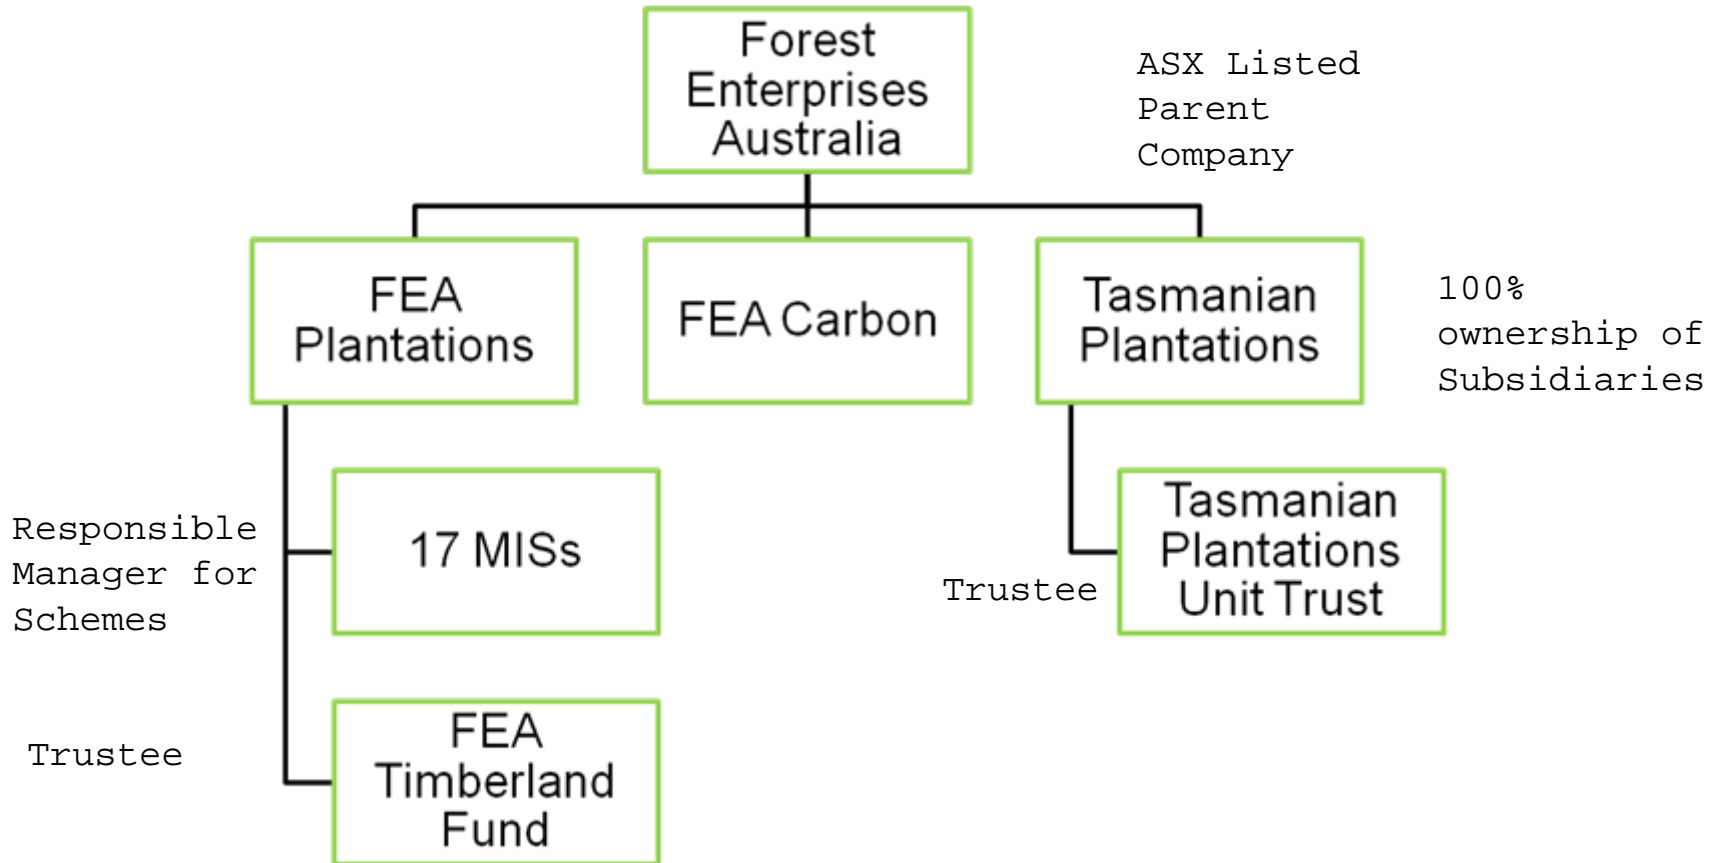 Forest
Enterprises
Australia
ASX Listed
Parent
Company
FEA
Plantations
FEA Carbon
Tasmanian
Plantations
100%
ownership of
Subsidiaries
Responsible
Manager for
Schemes
17 MISs
Trustee
Tasmanian
Plantations
Unit Trust
Trustee
FEA
Timberland
Fund